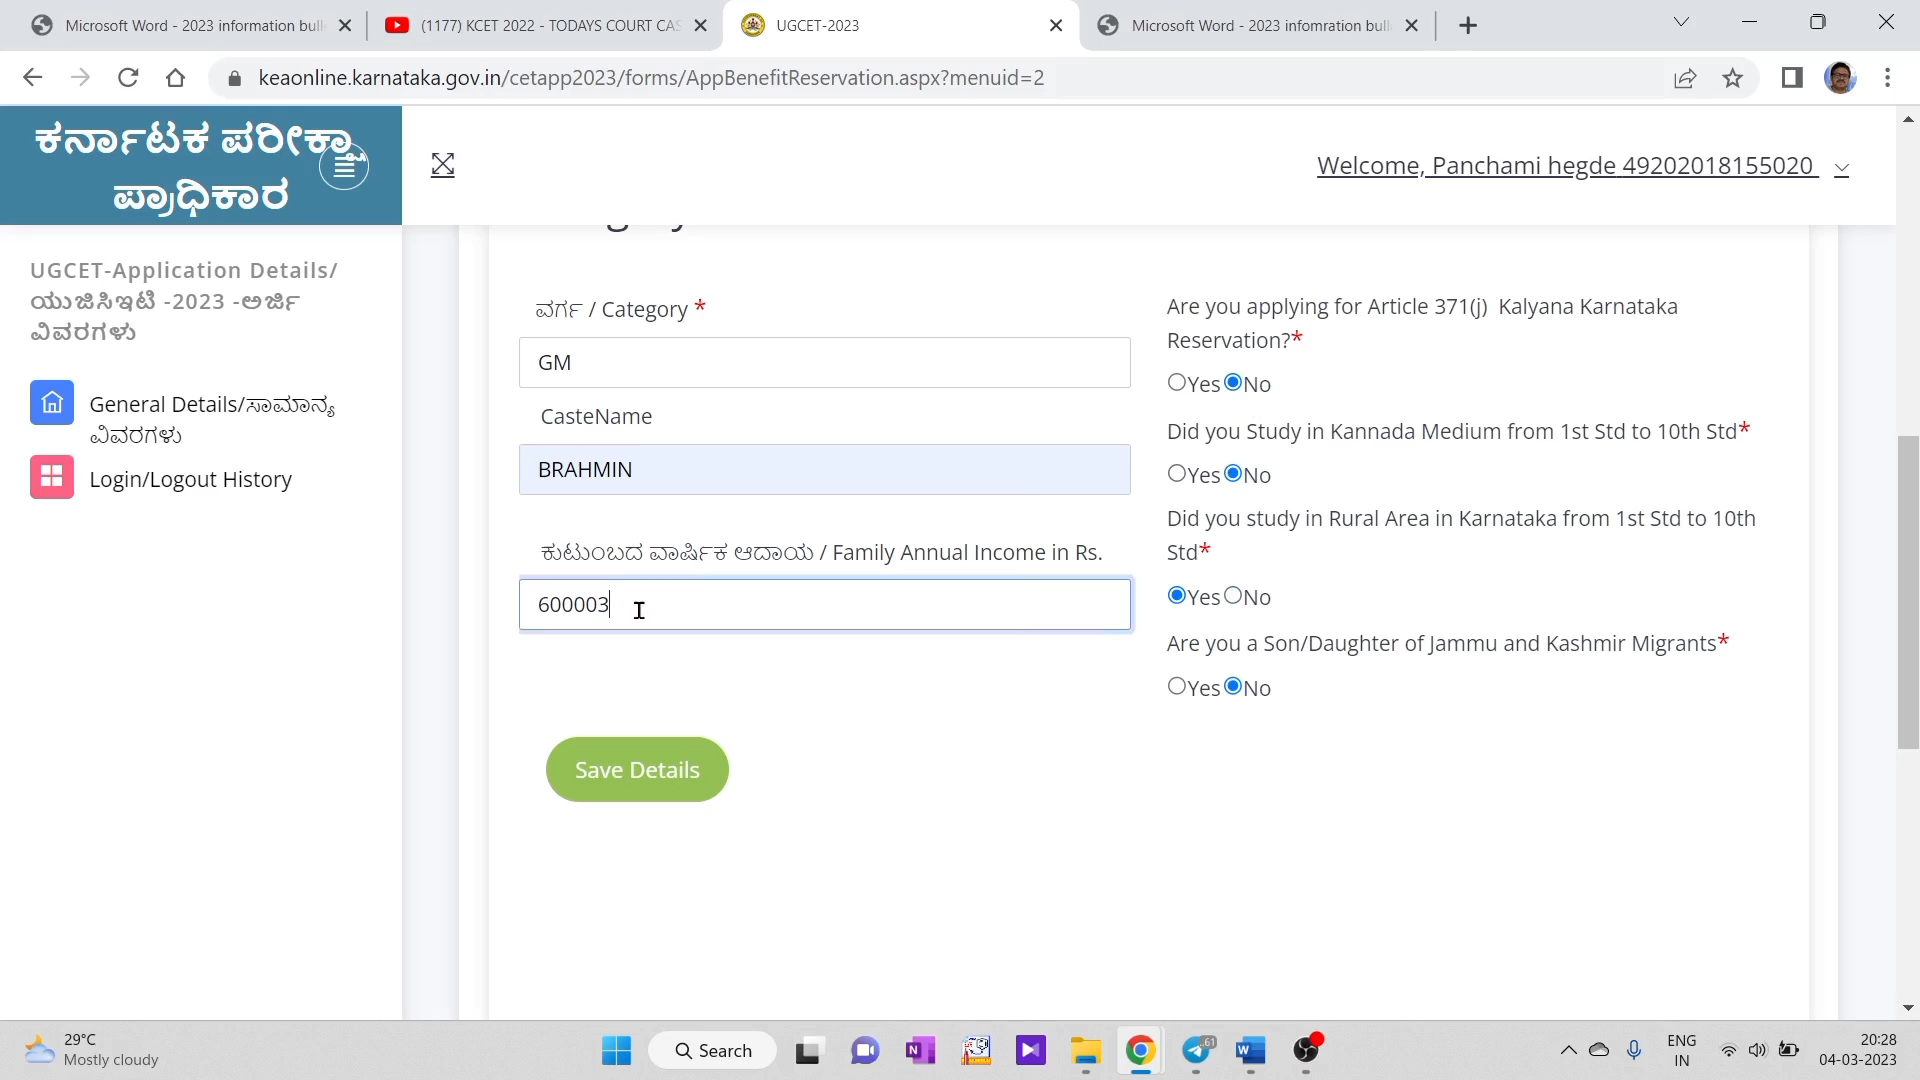 Microsoft Word - 2023 information bull
(1177) KCET 2022 - TODAYS COURT CAS
UGCET-2023
Microsoft Word - 2023 infomration bull
keaonline.karnataka.gov.in/cetapp2023/forms/AppBenefitReservation.aspx?menuid=2
ಕರ್ನಾಟಕ ಪರೀಕ್ಷಾ
ಪ್ರಾಧಿಕಾರ
Welcome, Panchami hegde 49202018155020
UGCET-Application Details/
ಯುಜಿಸಿಇಟಿ -2023 -ಅರ್ಜಿ
ವಿವರಗಳು
General Details/ಸಾಮಾನ್ಯ
ವಿವರಗಳು
Login/Logout History
ವರ್ಗ / Category *
GM
CasteName
BRAHMIN
ಕುಟುಂಬದ ವಾರ್ಷಿಕ ಆದಾಯ / Family Annual Income in Rs.
600003
Save Details
Are you applying for Article 371(j) Kalyana Karnataka
Reservation?*
Yes No
Did you Study in Kannada Medium from 1st Std to 10th Std*
Yes No
Did you study in Rural Area in Karnataka from 1st Std to 10th
Std*
Yes No
Are you a Son/Daughter of Jammu and Kashmir Migrants*
Yes No
29°C
Mostly cloudy
Search
61
ENG
IN
20:28
04-03-2023